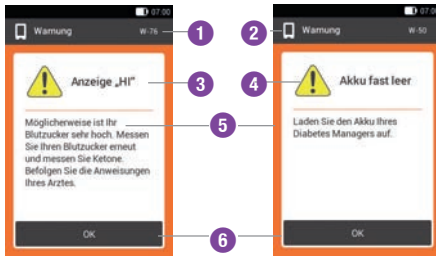 07:00
Warnung W-76
Anzeige „HI"
Möglicherweise ist Ihr
Blutzucker sehr hoch. Messen
Sie Ihren Blutzucker erneut
und messen Sie Ketone.
Befolgen Sie die Anweisungen
Ihres Arztes.
OK
1
2
3
4
5
6
07:00
Warnung W-50
Akku fast leer
Laden Sie den Akku Ihres
Diabetes Managers auf.
OK